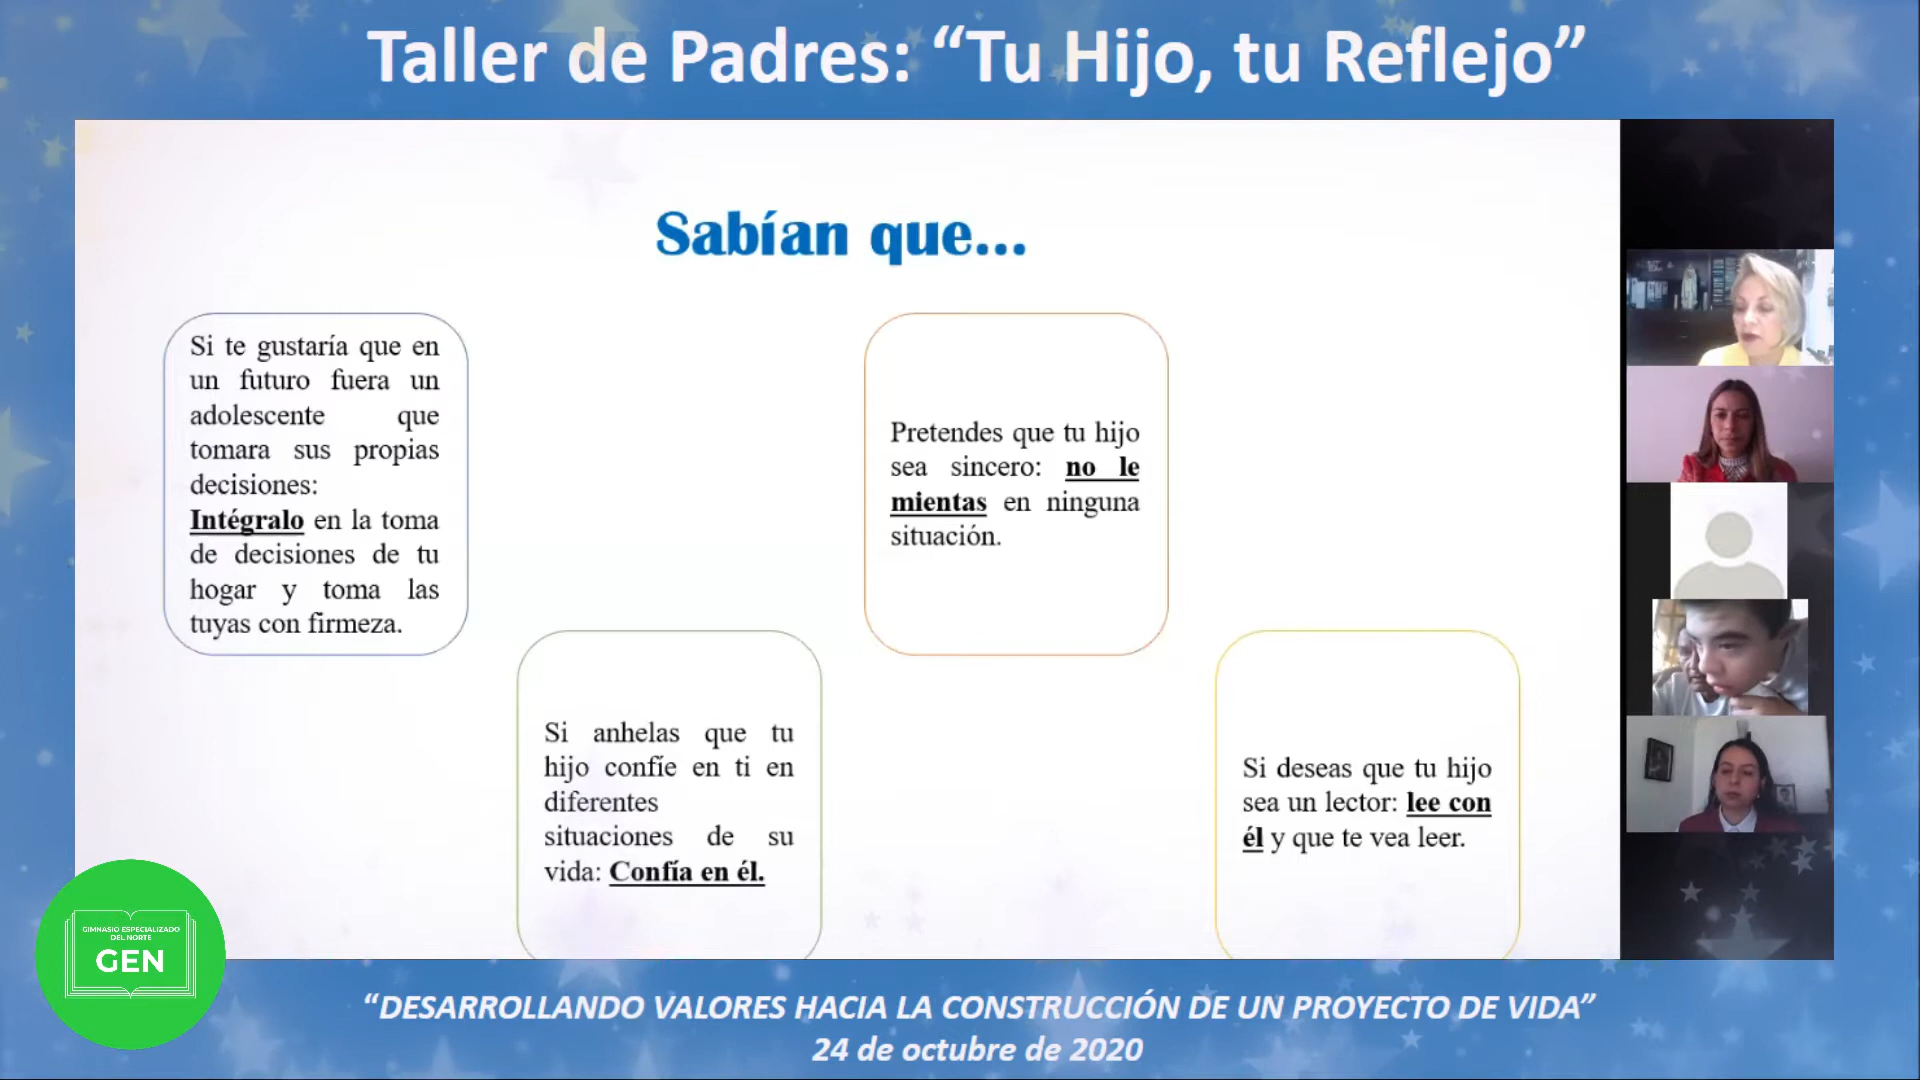 Taller de Padres: “Tu Hijo, tu Reflejo”
Sabían que...
Si te gustaría que en
un futuro fuera un
adolescente que
tomara sus propias
decisiones:
Intégralo en la toma
de decisiones de tu
hogar y toma las
tuyas con firmeza.
Si anhelas que tu
hijo confíe en ti en
diferentes
situaciones de su
vida: Confía en él.
Pretendes que tu hijo
sea sincero: no le
mientas en ninguna
situación.
Si deseas que tu hijo
sea un lector: lee con
él y que te vea leer.
GIMNASIO ESPECIALIZADO
DEL NORTE
GEN
“DESARROLLANDO VALORES HACIA LA CONSTRUCCIÓN DE UN PROYECTO DE VIDA”
24 de octubre de 2020